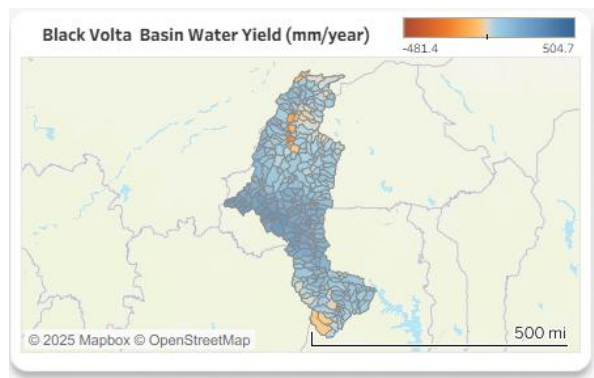 Black Volta Basin Water Yield (mm/year)
-481.4 504.7
500 mi
© 2025 Mapbox © OpenStreetMap